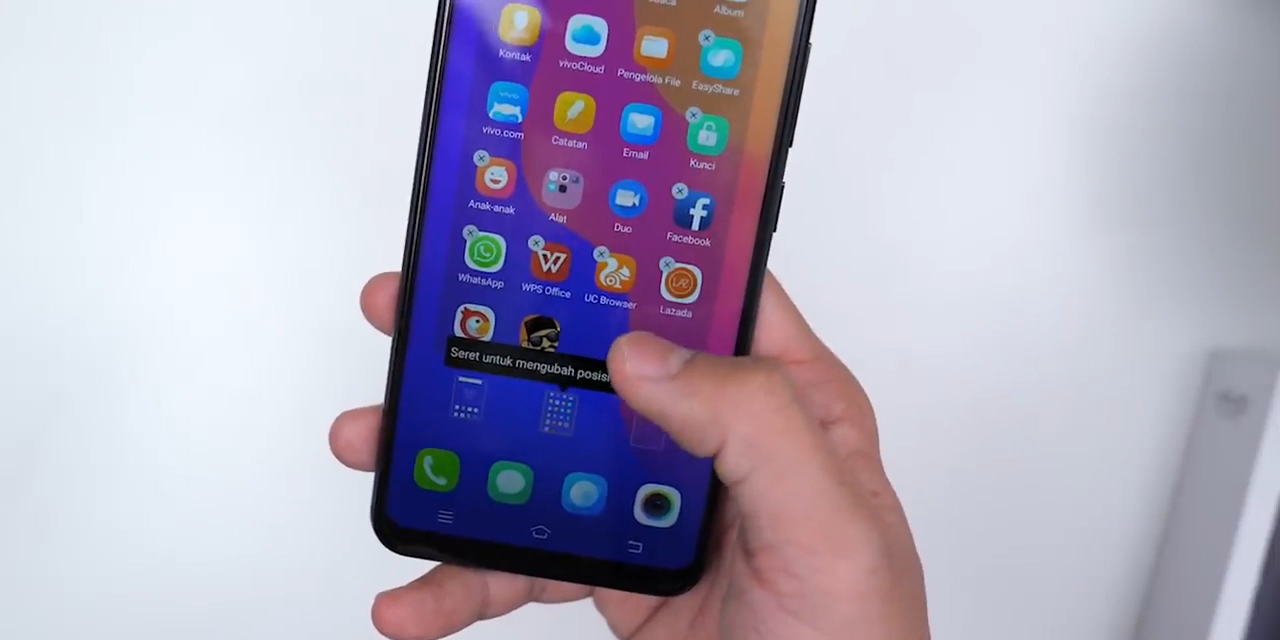 Album
Kontak
vivoCloud
Pengelola File
EasyShare
vivo
vivo.com
Catatan
Email
Kunci
Anak-anak
Alat
Duo
Facebook
WhatsApp
WPS Office
UC Browser
Lazada
Seret untuk mengubah posisi